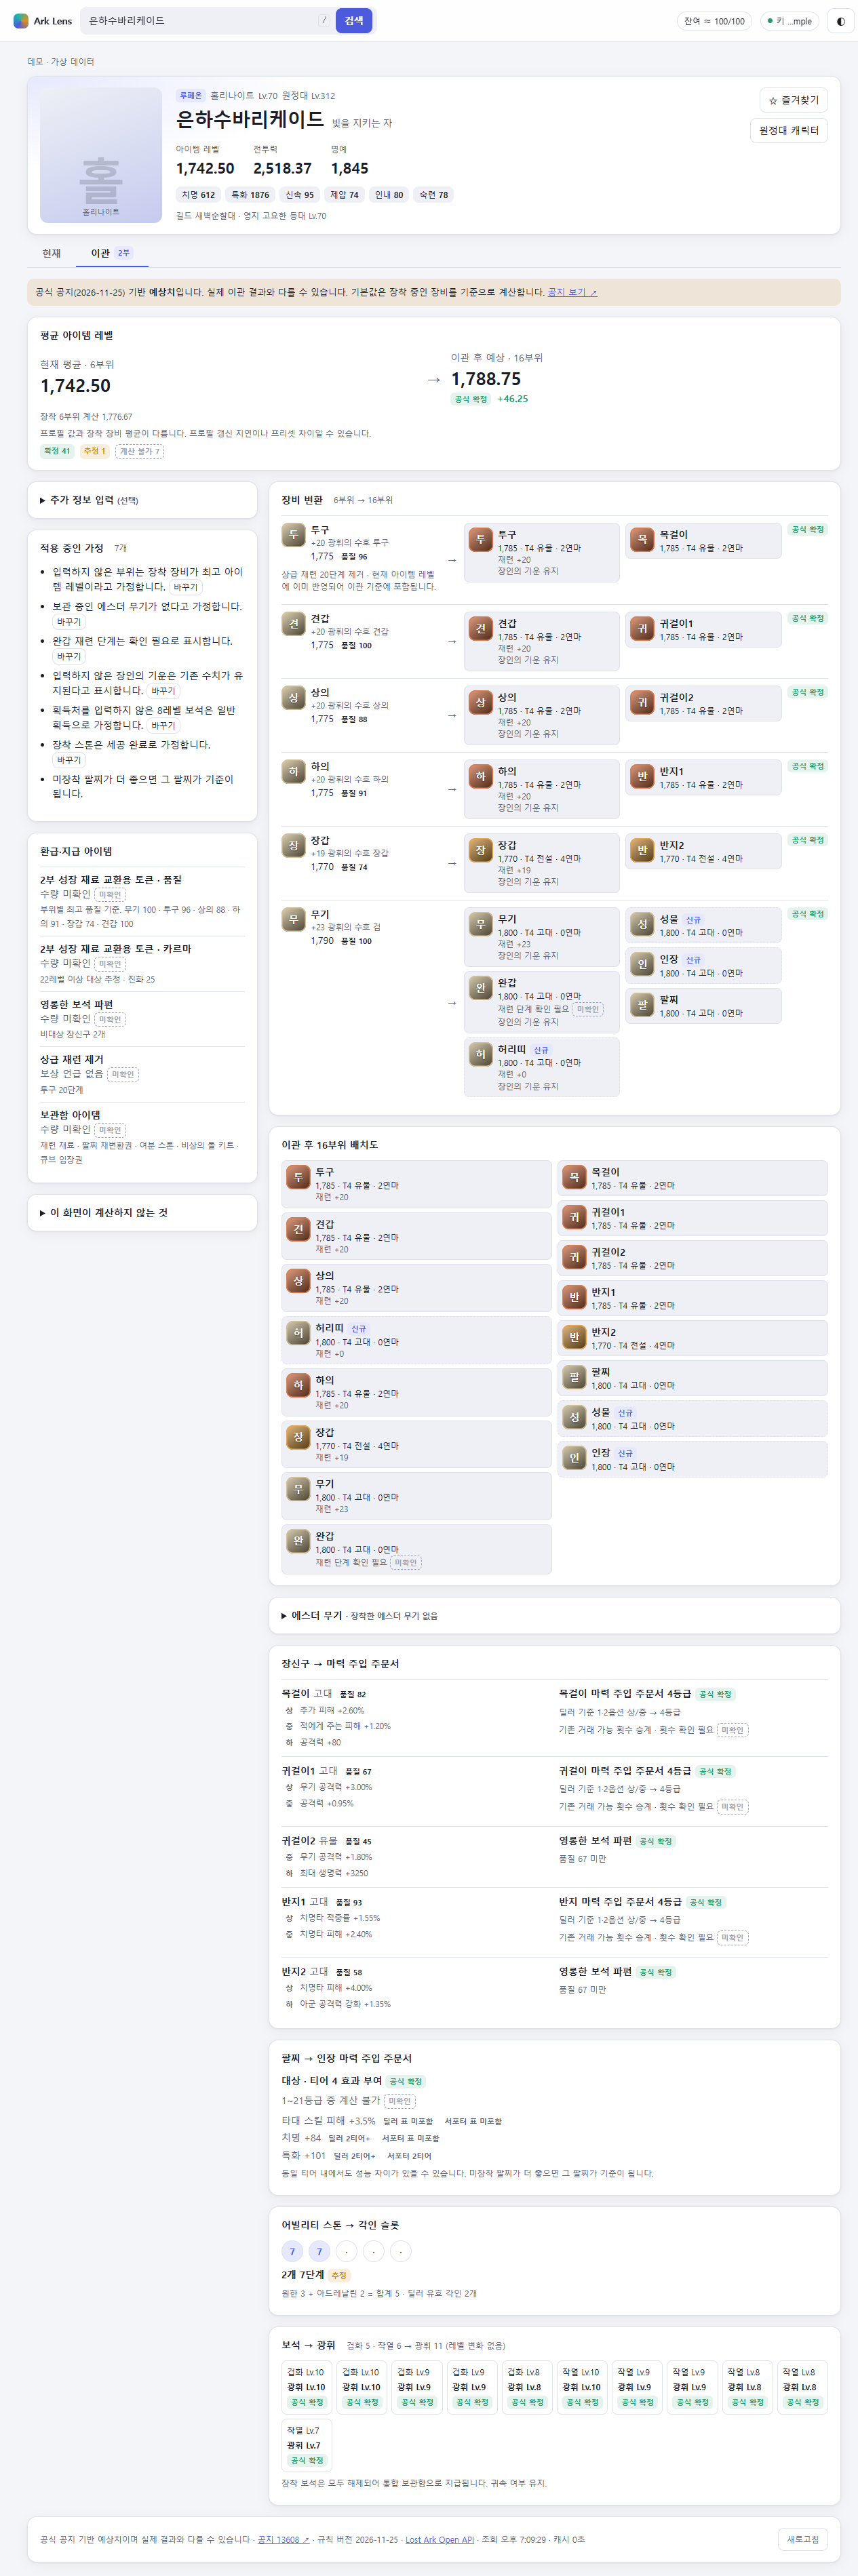 Ark Lens
은하수바리케이드
/
검색
잔여 ≈ 100/100
키 …mple
데모 · 가상 데이터
홀
홀리나이트
루페온 홀리나이트 Lv.70 원정대 Lv.312
은하수바리케이드 빛을 지키는 자
아이템 레벨 전투력 명예
1,742.50 2,518.37 1,845
치명 612 특화 1876 신속 95 제압 74 인내 80 숙련 78
길드 새벽순찰대 · 영지 고요한 등대 Lv.70
☆ 즐겨찾기
원정대 캐릭터
현재 이관 2부
공식 공지(2026-11-25) 기반 예상치입니다. 실제 이관 결과와 다를 수 있습니다. 기본값은 장착 중인 장비를 기준으로 계산합니다. 공지 보기 ↗
평균 아이템 레벨
현재 평균 · 6부위
1,742.50
→
이관 후 예상 · 16부위
1,788.75
공식 확정 +46.25
장착 6부위 계산 1,776.67
프로필 값과 장착 장비 평균이 다릅니다. 프로필 갱신 지연이나 프리셋 차이일 수 있습니다.
확정 41 추정 1 계산 불가 7
▶ 추가 정보 입력 (선택)
적용 중인 가정 7개
• 입력하지 않은 부위는 장착 장비가 최고 아이
템 레벨이라고 가정합니다. 바꾸기
• 보관 중인 에스더 무기가 없다고 가정합니다.
바꾸기
• 완갑 재련 단계는 확인 필요로 표시합니다.
바꾸기
• 입력하지 않은 장인의 기운은 기존 수치가 유
지된다고 표시합니다. 바꾸기
• 획득처를 입력하지 않은 8레벨 보석은 일반
획득으로 가정합니다. 바꾸기
• 장착 스톤은 세공 완료로 가정합니다.
바꾸기
• 미장착 팔찌가 더 좋으면 그 팔찌가 기준이
됩니다.
환급·지급 아이템
2부 성장 재료 교환용 토큰 · 품질
수량 미확인 미확인
부위별 최고 품질 기준. 무기 100 · 투구 96 · 상의 88 · 하
의 91 · 장갑 74 · 견갑 100
2부 성장 재료 교환용 토큰 · 카르마
수량 미확인 미확인
22레벨 이상 대상 추정 · 진화 25
영롱한 보석 파편
수량 미확인 미확인
비대상 장신구 2개
상급 재련 제거
보상 언급 없음 미확인
투구 20단계
보관함 아이템
수량 미확인 미확인
재련 재료 · 팔찌 재변환권 · 여분 스톤 · 비상의 돌 키트 ·
큐브 입장권
▶ 이 화면이 계산하지 않는 것
장비 변환 6부위 → 16부위
투 투구
+20 광휘의 수호 투구
1,775 품질 96
상급 재련 20단계 제거 · 현재 아이템 레벨
에 이미 반영되어 이관 기준에 포함됩니다.
→
투 투구
1,785 · T4 유물 · 2연마
재련 +20
장인의 기운 유지
목 목걸이
1,785 · T4 유물 · 2연마
공식 확정
견 견갑
+20 광휘의 수호 견갑
1,775 품질 100
→
견 견갑
1,785 · T4 유물 · 2연마
재련 +20
장인의 기운 유지
귀 귀걸이1
1,785 · T4 유물 · 2연마
공식 확정
상 상의
+20 광휘의 수호 상의
1,775 품질 88
→
상 상의
1,785 · T4 유물 · 2연마
재련 +20
장인의 기운 유지
귀 귀걸이2
1,785 · T4 유물 · 2연마
공식 확정
하 하의
+20 광휘의 수호 하의
1,775 품질 91
→
하 하의
1,785 · T4 유물 · 2연마
재련 +20
장인의 기운 유지
반 반지1
1,785 · T4 유물 · 2연마
공식 확정
장 장갑
+19 광휘의 수호 장갑
1,770 품질 74
→
장 장갑
1,770 · T4 전설 · 4연마
재련 +19
장인의 기운 유지
반 반지2
1,770 · T4 전설 · 4연마
공식 확정
무 무기
+23 광휘의 수호 검
1,790 품질 100
→
무 무기
1,800 · T4 고대 · 0연마
재련 +23
장인의 기운 유지
완 완갑
1,800 · T4 고대 · 0연마
재련 단계 확인 필요 미확인
장인의 기운 유지
허 허리띠 신규
1,800 · T4 고대 · 0연마
재련 +0
장인의 기운 유지
성 성물 신규
1,800 · T4 고대 · 0연마
인 인장 신규
1,800 · T4 고대 · 0연마
팔 팔찌
1,800 · T4 고대 · 0연마
공식 확정
이관 후 16부위 배치도
투 투구
1,785 · T4 유물 · 2연마
재련 +20
견 견갑
1,785 · T4 유물 · 2연마
재련 +20
상 상의
1,785 · T4 유물 · 2연마
재련 +20
허 허리띠 신규
1,800 · T4 고대 · 0연마
재련 +0
하 하의
1,785 · T4 유물 · 2연마
재련 +20
장 장갑
1,770 · T4 전설 · 4연마
재련 +19
무 무기
1,800 · T4 고대 · 0연마
재련 +23
완 완갑
1,800 · T4 고대 · 0연마
재련 단계 확인 필요 미확인
목 목걸이
1,785 · T4 유물 · 2연마
귀 귀걸이1
1,785 · T4 유물 · 2연마
귀 귀걸이2
1,785 · T4 유물 · 2연마
반 반지1
1,785 · T4 유물 · 2연마
반 반지2
1,770 · T4 전설 · 4연마
팔 팔찌
1,800 · T4 고대 · 0연마
성 성물 신규
1,800 · T4 고대 · 0연마
인 인장 신규
1,800 · T4 고대 · 0연마
▶ 에스더 무기 · 장착한 에스더 무기 없음
장신구 → 마력 주입 주문서
목걸이 고대 품질 82
상 추가 피해 +2.60%
중 적에게 주는 피해 +1.20%
하 공격력 +80
목걸이 마력 주입 주문서 4등급 공식 확정
딜러 기준 1·2옵션 상/중 → 4등급
기존 거래 가능 횟수 승계 · 횟수 확인 필요 미확인
귀걸이1 고대 품질 67
상 무기 공격력 +3.00%
중 공격력 +0.95%
귀걸이 마력 주입 주문서 4등급 공식 확정
딜러 기준 1·2옵션 상/중 → 4등급
기존 거래 가능 횟수 승계 · 횟수 확인 필요 미확인
귀걸이2 유물 품질 45
중 무기 공격력 +1.80%
하 최대 생명력 +3250
영롱한 보석 파편 공식 확정
품질 67 미만
반지1 고대 품질 93
상 치명타 적중률 +1.55%
중 치명타 피해 +2.40%
반지 마력 주입 주문서 4등급 공식 확정
딜러 기준 1·2옵션 상/중 → 4등급
기존 거래 가능 횟수 승계 · 횟수 확인 필요 미확인
반지2 고대 품질 58
상 치명타 피해 +4.00%
하 아군 공격력 강화 +1.35%
영롱한 보석 파편 공식 확정
품질 67 미만
팔찌 → 인장 마력 주입 주문서
대상 · 티어 4 효과 부여 공식 확정
1~21등급 중 계산 불가 미확인
타대 스킬 피해 +3.5% 딜러 표 미포함 서포터 표 미포함
치명 +84 딜러 2티어+ 서포터 표 미포함
특화 +101 딜러 2티어+ 서포터 2티어
동일 티어 내에서도 성능 차이가 있을 수 있습니다. 미장착 팔찌가 더 좋으면 그 팔찌가 기준이 됩니다.
어빌리티 스톤 → 각인 슬롯
7 7 · · ·
2개 7단계 추정
원한 3 + 아드레날린 2 = 합계 5 · 딜러 유효 각인 2개
보석 → 광휘 겁화 5 · 작열 6 → 광휘 11 (레벨 변화 없음)
겁화 Lv.10 겁화 Lv.10 겁화 Lv.9 겁화 Lv.9 겁화 Lv.8 작열 Lv.10 작열 Lv.9 작열 Lv.9 작열 Lv.8 작열 Lv.8
광휘 Lv.10 광휘 Lv.10 광휘 Lv.9 광휘 Lv.9 광휘 Lv.8 광휘 Lv.10 광휘 Lv.9 광휘 Lv.9 광휘 Lv.8 광휘 Lv.8
공식 확정 공식 확정 공식 확정 공식 확정 공식 확정 공식 확정 공식 확정 공식 확정 공식 확정 공식 확정
작열 Lv.7
광휘 Lv.7
공식 확정
장착 보석은 모두 해제되어 통합 보관함으로 지급됩니다. 귀속 여부 유지.
공식 공지 기반 예상치이며 실제 결과와 다를 수 있습니다 · 공지 13608 ↗ · 규칙 버전 2026-11-25 · Lost Ark Open API · 조회 오후 7:09:29 · 캐시 0초
새로고침